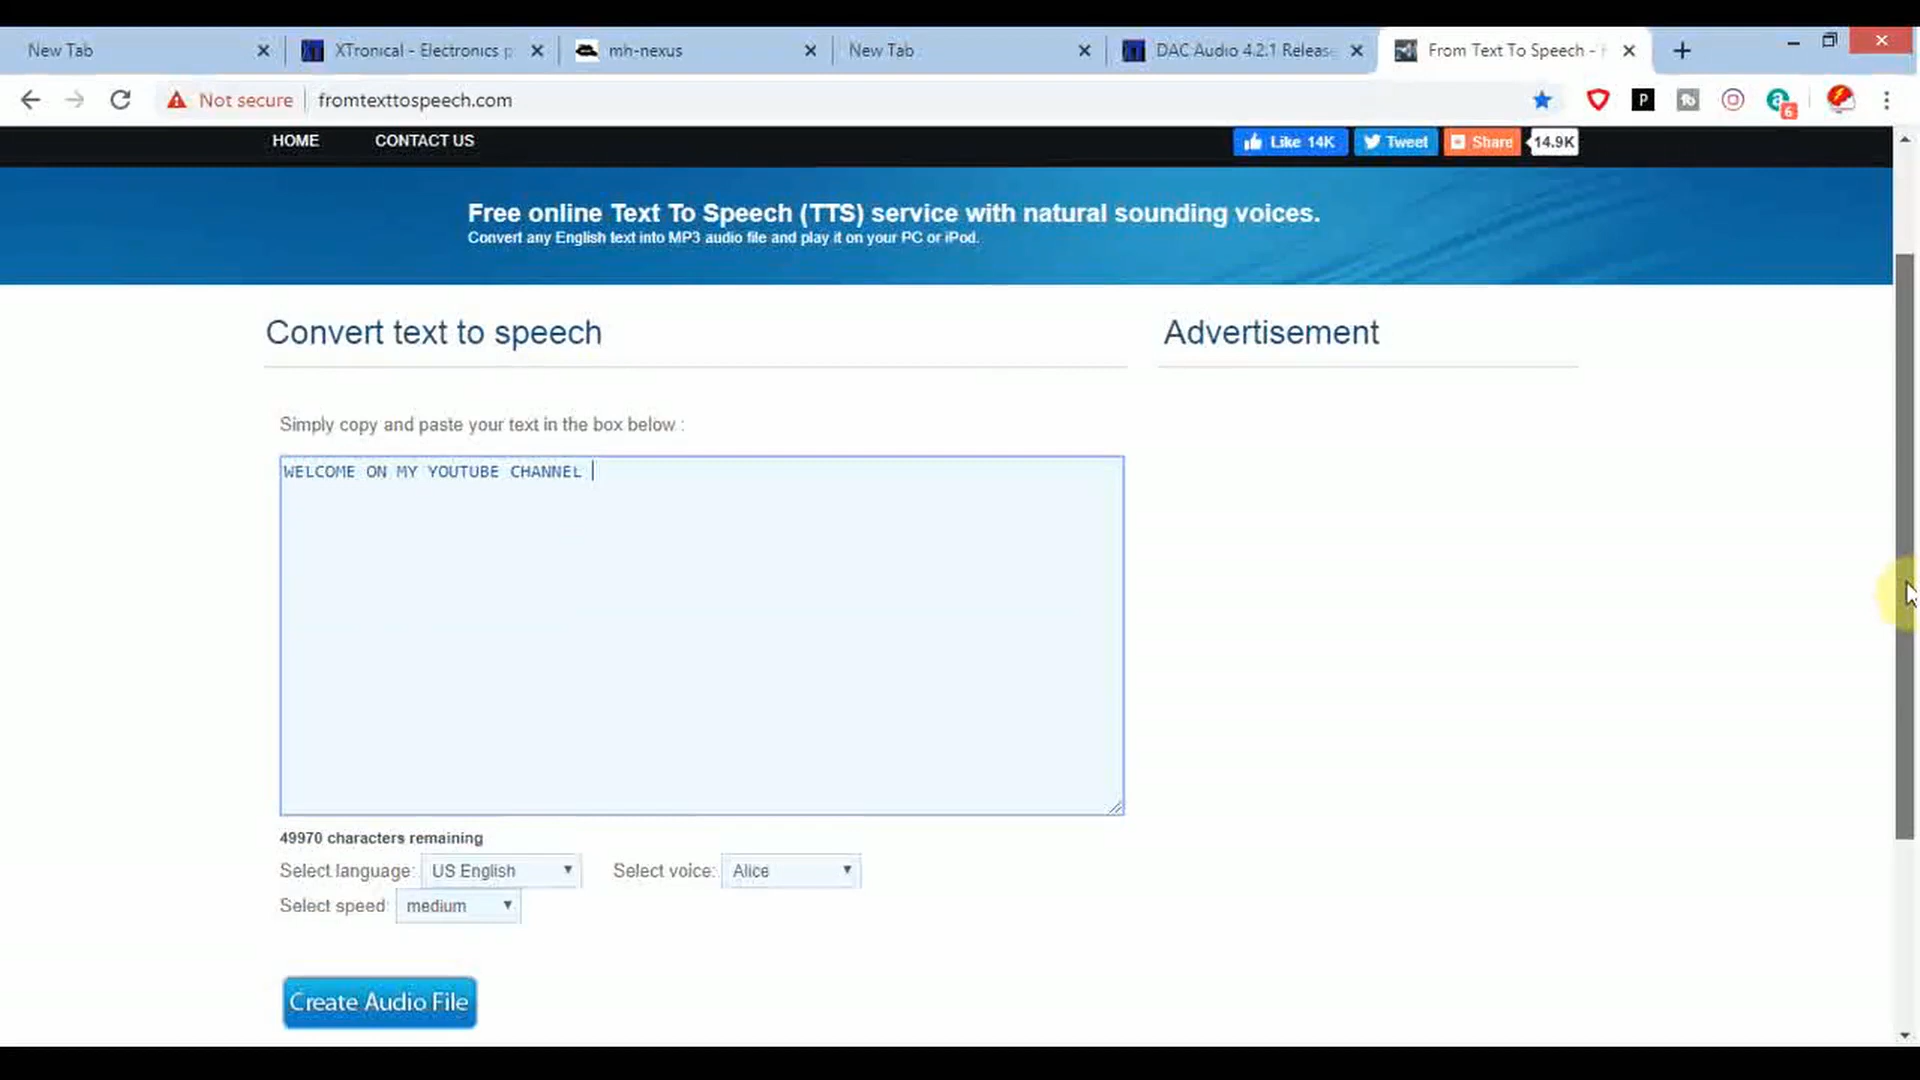 New Tab
XTronical - Electronics p
mh-nexus
New Tab
DAC Audio 4.2.1 Releas
From Text To Speech -
Not secure
fromtexttospeech.com
6
HOME
CONTACT US
Like 14K
Tweet
Share
14.9K
Free online Text To Speech (TTS) service with natural sounding voices.
Convert any English text into MP3 audio file and play it on your PC or iPod.
Convert text to speech
Advertisement
Simply copy and paste your text in the box below :
WELCOME ON MY YOUTUBE CHANNEL
49970 characters remaining
Select language: US English
Select voice: Alice
Select speed: medium
Create Audio File